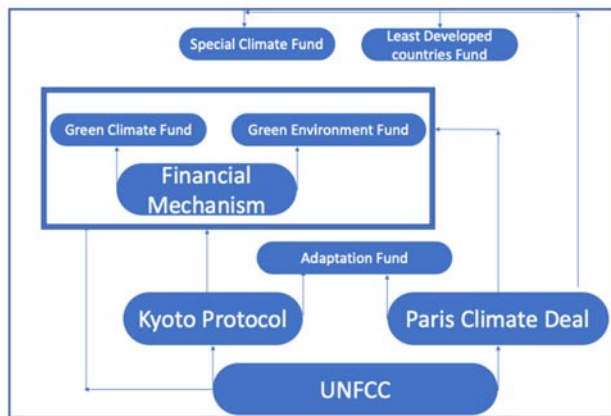 Special Climate Fund
Least Developed
countries Fund
Green Climate Fund
Green Environment Fund
Financial
Mechanism
Adaptation Fund
Kyoto Protocol
Paris Climate Deal
UNFCC